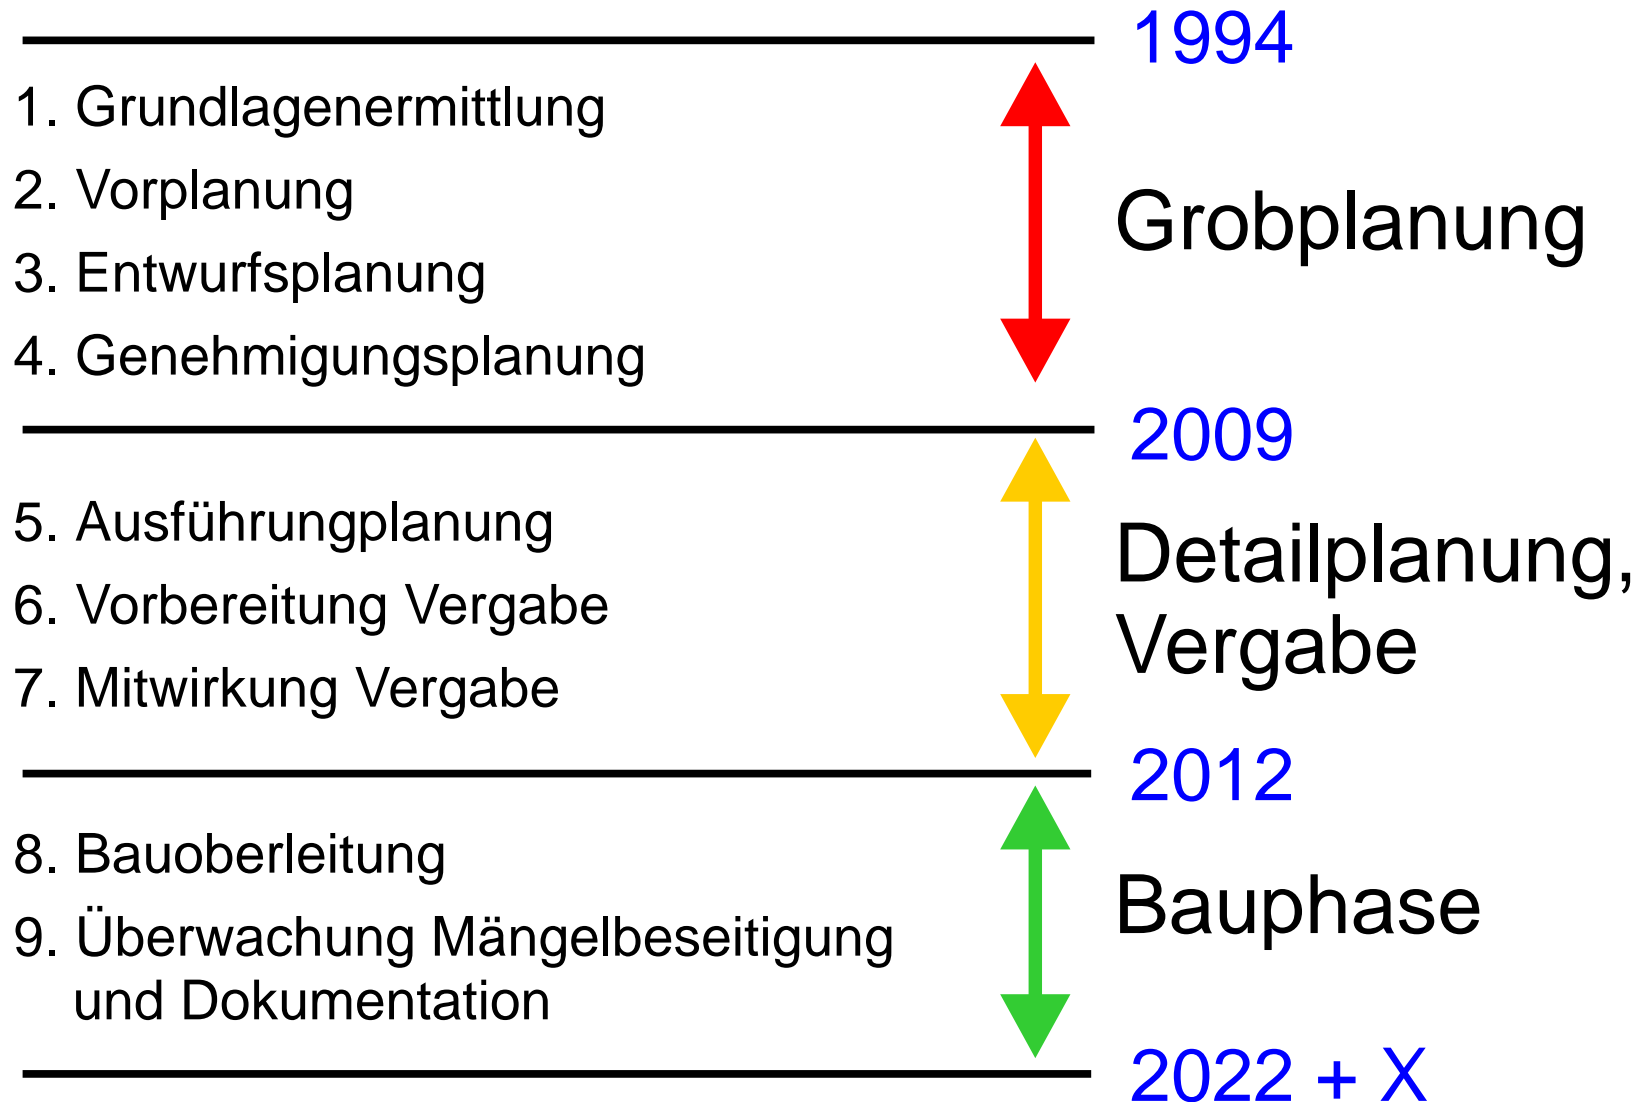 1994
1. Grundlagenermittlung
2. Vorplanung
3. Entwurfsplanung
4. Genehmigungsplanung
Grobplanung
2009
5. Ausführungplanung
6. Vorbereitung Vergabe
7. Mitwirkung Vergabe
Detailplanung,
Vergabe
2012
8. Bauoberleitung
9. Überwachung Mängelbeseitigung
und Dokumentation
Bauphase
2022 + X